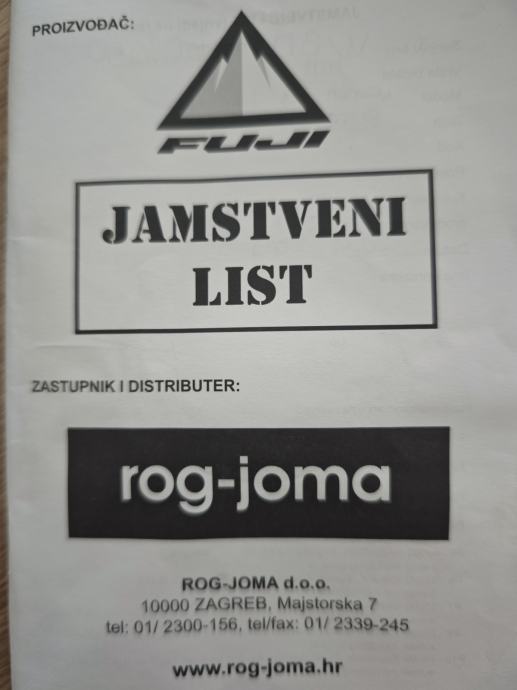 PROIZVOĐAČ:
FUJI
JAMSTVENI
LIST
ZASTUPNIK I DISTRIBUTER:
rog-joma
ROG-JOMA d.o.o.
10000 ZAGREB, Majstorska 7
tel: 01/ 2300-156, tel/fax: 01/ 2339-245
www.rog-joma.hr